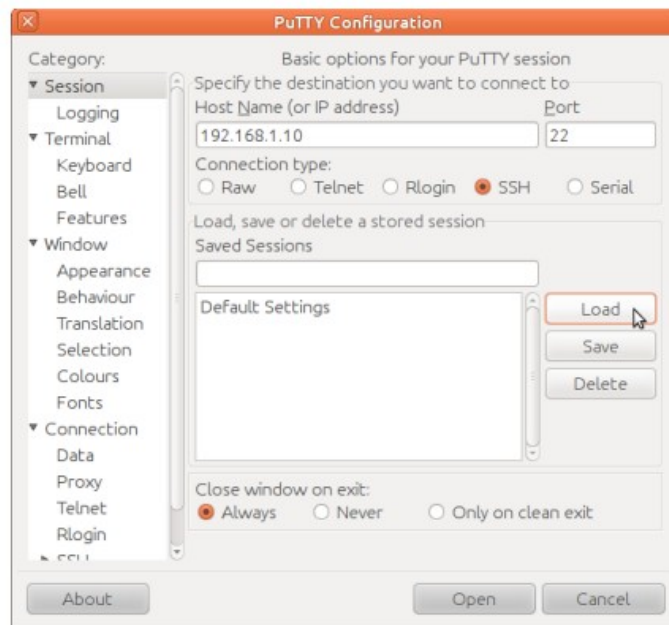 PuTTY Configuration
Category:
Session
Logging
Terminal
Keyboard
Bell
Features
Window
Appearance
Behaviour
Translation
Selection
Colours
Fonts
Connection
Data
Proxy
Telnet
Rlogin
SSH
Basic options for your PuTTY session
Specify the destination you want to connect to
Host Name (or IP address) Port
192.168.1.10 22
Connection type:
Raw Telnet Rlogin SSH Serial
Load, save or delete a stored session
Saved Sessions
Default Settings
Load
Save
Delete
Close window on exit:
Always Never Only on clean exit
About Open Cancel